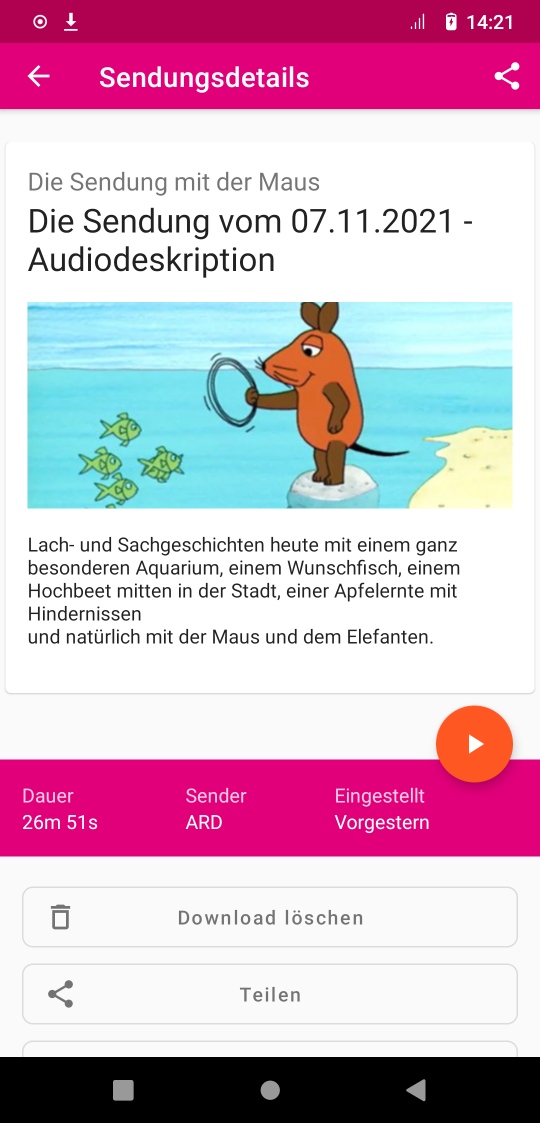 14:21
Sendungsdetails
Die Sendung mit der Maus
Die Sendung vom 07.11.2021 -
Audiodeskription
Lach- und Sachgeschichten heute mit einem ganz
besonderen Aquarium, einem Wunschfisch, einem
Hochbeet mitten in der Stadt, einer Apfelernte mit
Hindernissen
und natürlich mit der Maus und dem Elefanten.
Dauer Sender Eingestellt
26m 51s ARD Vorgestern
Download löschen
Teilen